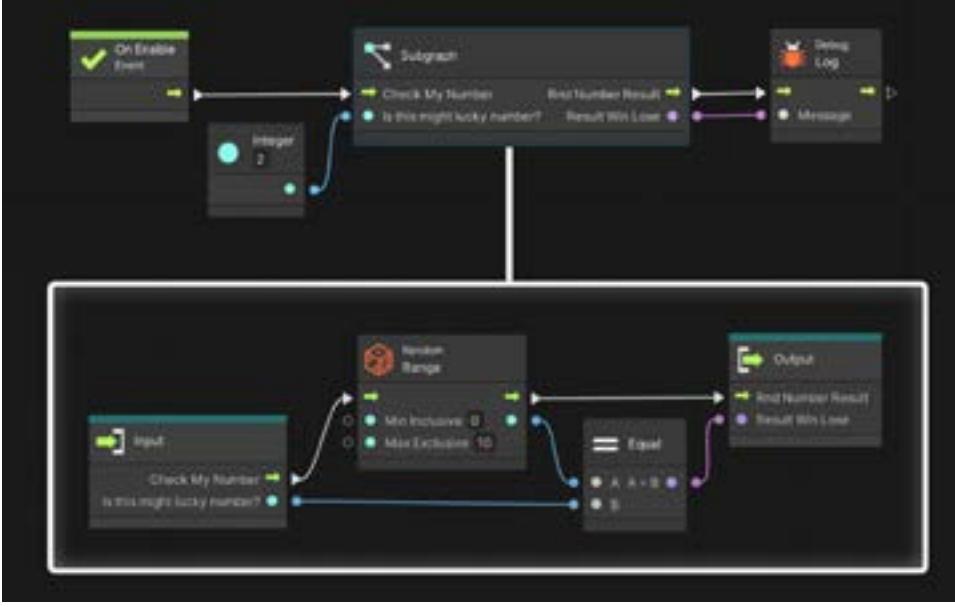 On Enable
Event
Subgraph
Debug
Log
Check My Number
Rnd Number Result
Is this might lucky number?
Result Win Lose
Message
Integer
2
Random
Range
Output
Min Inclusive 0
Max Exclusive 10
Rnd Number Result
Result Win Lose
Input
Equal
Check My Number
Is this might lucky number?
A A = B
B